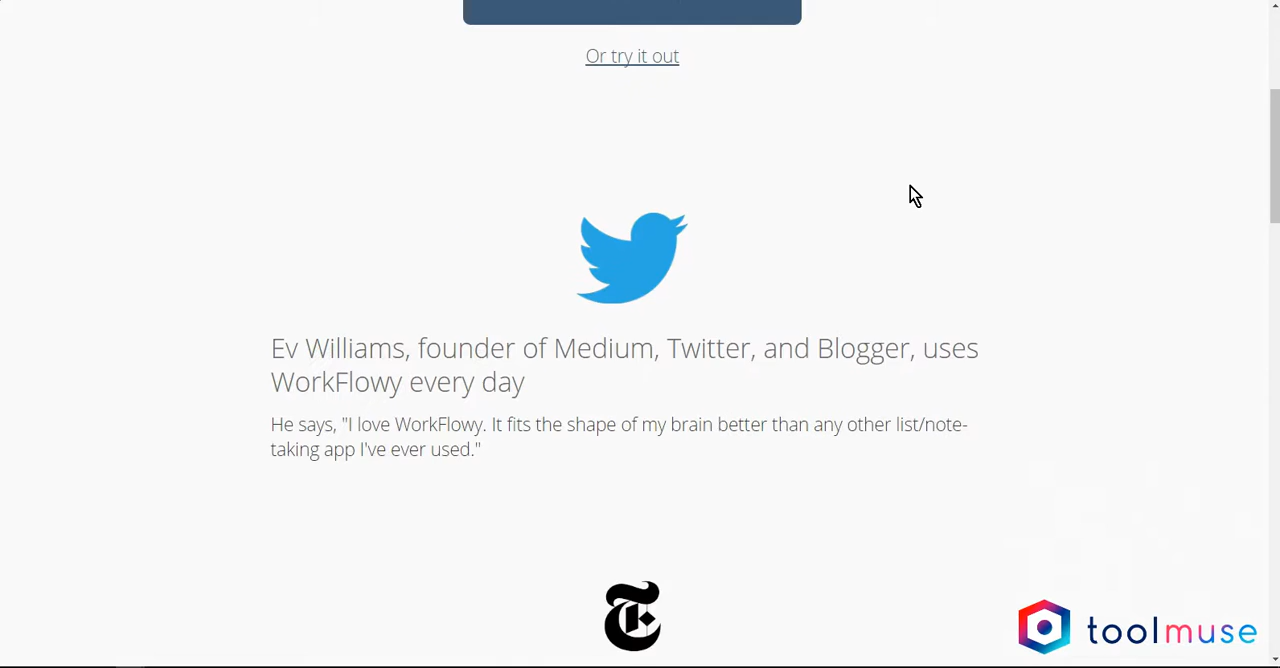 Or try it out
Ev Williams, founder of Medium, Twitter, and Blogger, uses
WorkFlowy every day
He says, "I love WorkFlowy. It fits the shape of my brain better than any other list/note-
taking app I've ever used."
T
toolmuse